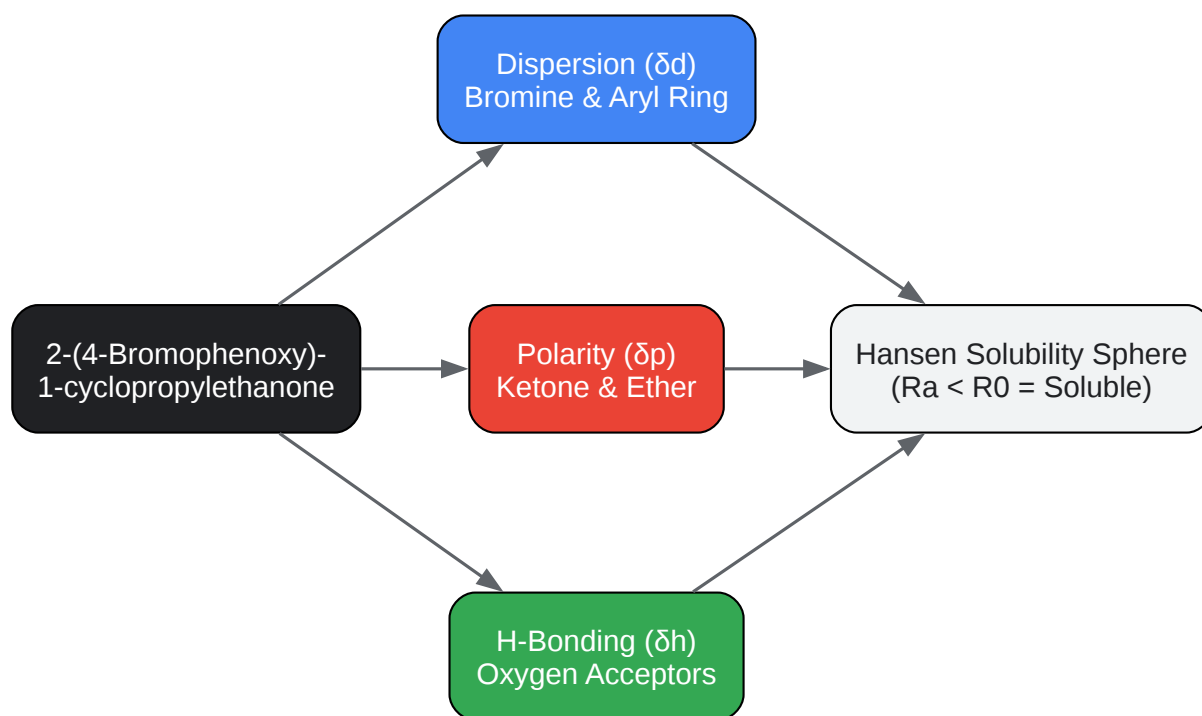 Dispersion (δd)
Bromine & Aryl Ring
2-(4-Bromophenoxy)-
1-cyclopropylethanone
Polarity (δp)
Ketone & Ether
Hansen Solubility Sphere
(Ra < R0 = Soluble)
H-Bonding (δh)
Oxygen Acceptors